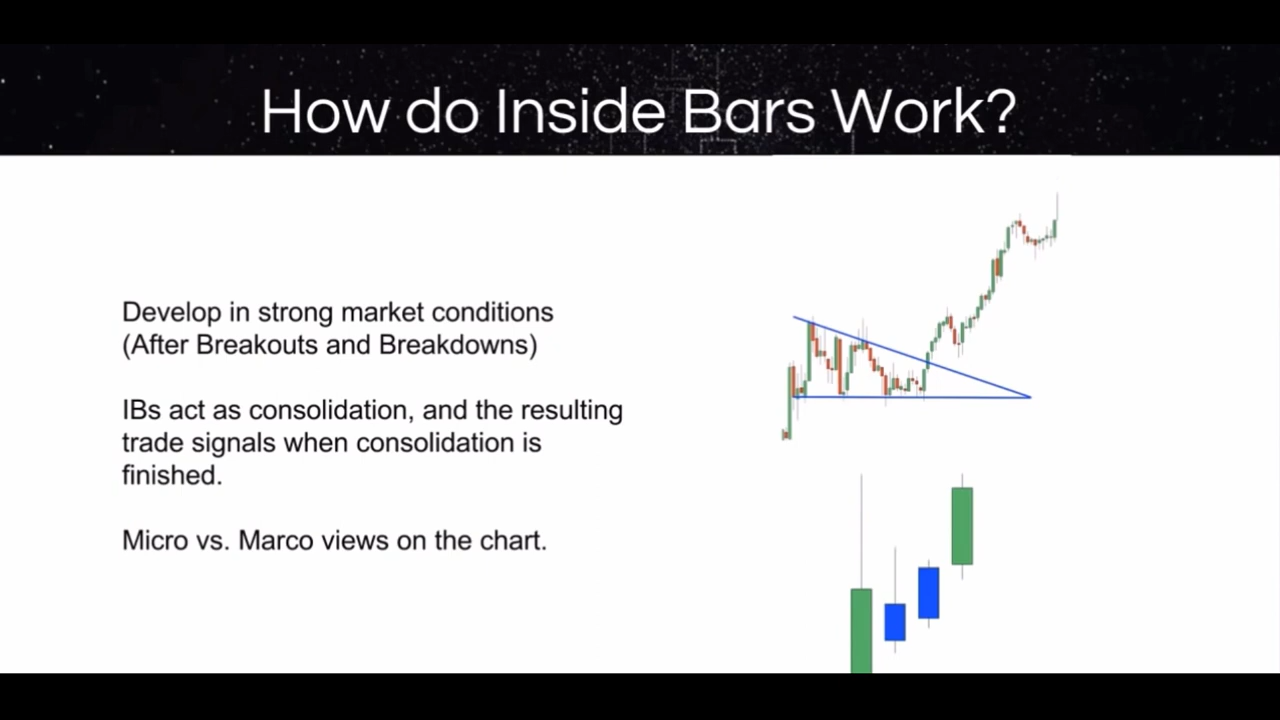 How do Inside Bars Work?
Develop in strong market conditions
(After Breakouts and Breakdowns)
IBs act as consolidation, and the resulting
trade signals when consolidation is
finished.
Micro vs. Marco views on the chart.